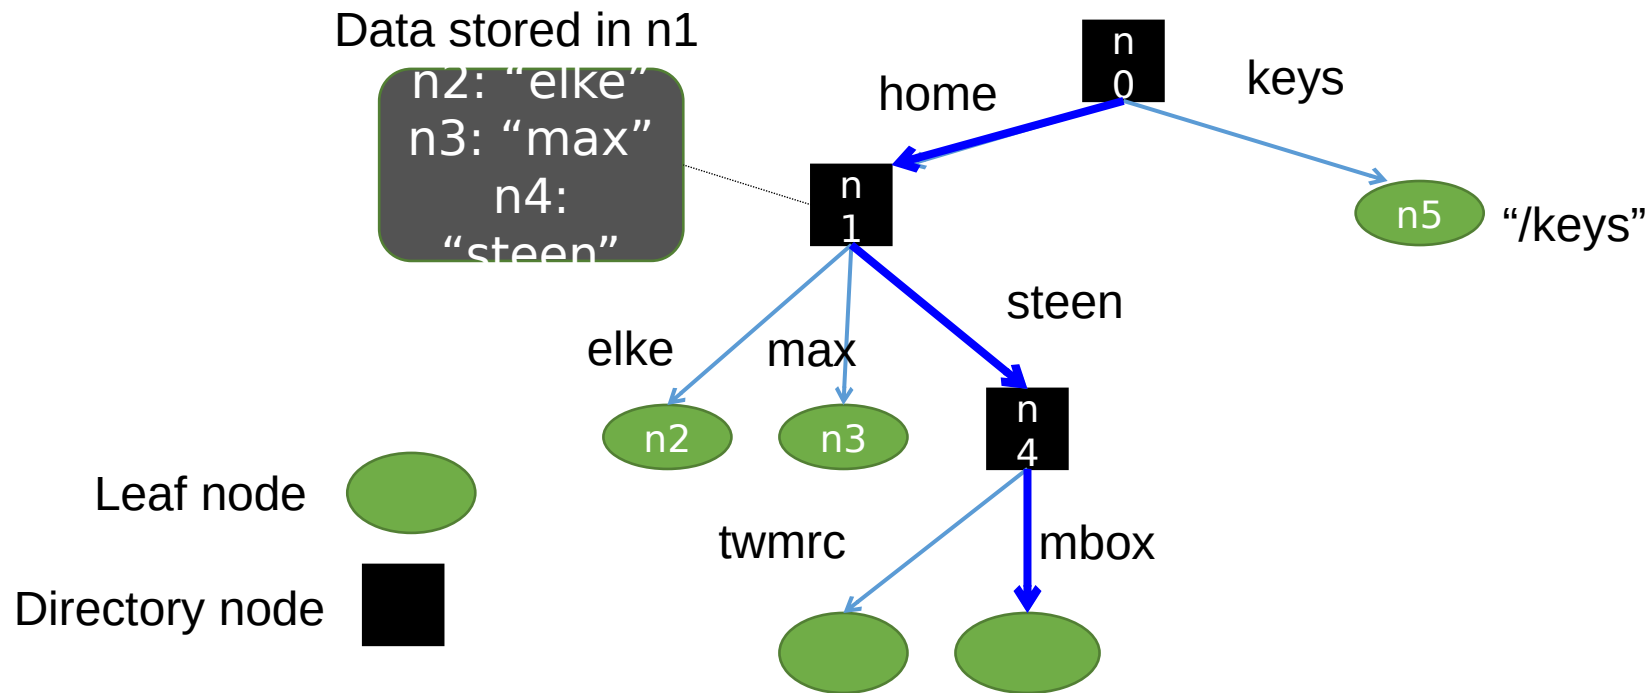 Data stored in n1
n2: “elke”
n3: “max”
n4:
“steen”
n
0
home
keys
n
1
n5
“/keys”
steen
elke
max
n2
n3
n
4
Leaf node
twmrc
mbox
Directory node